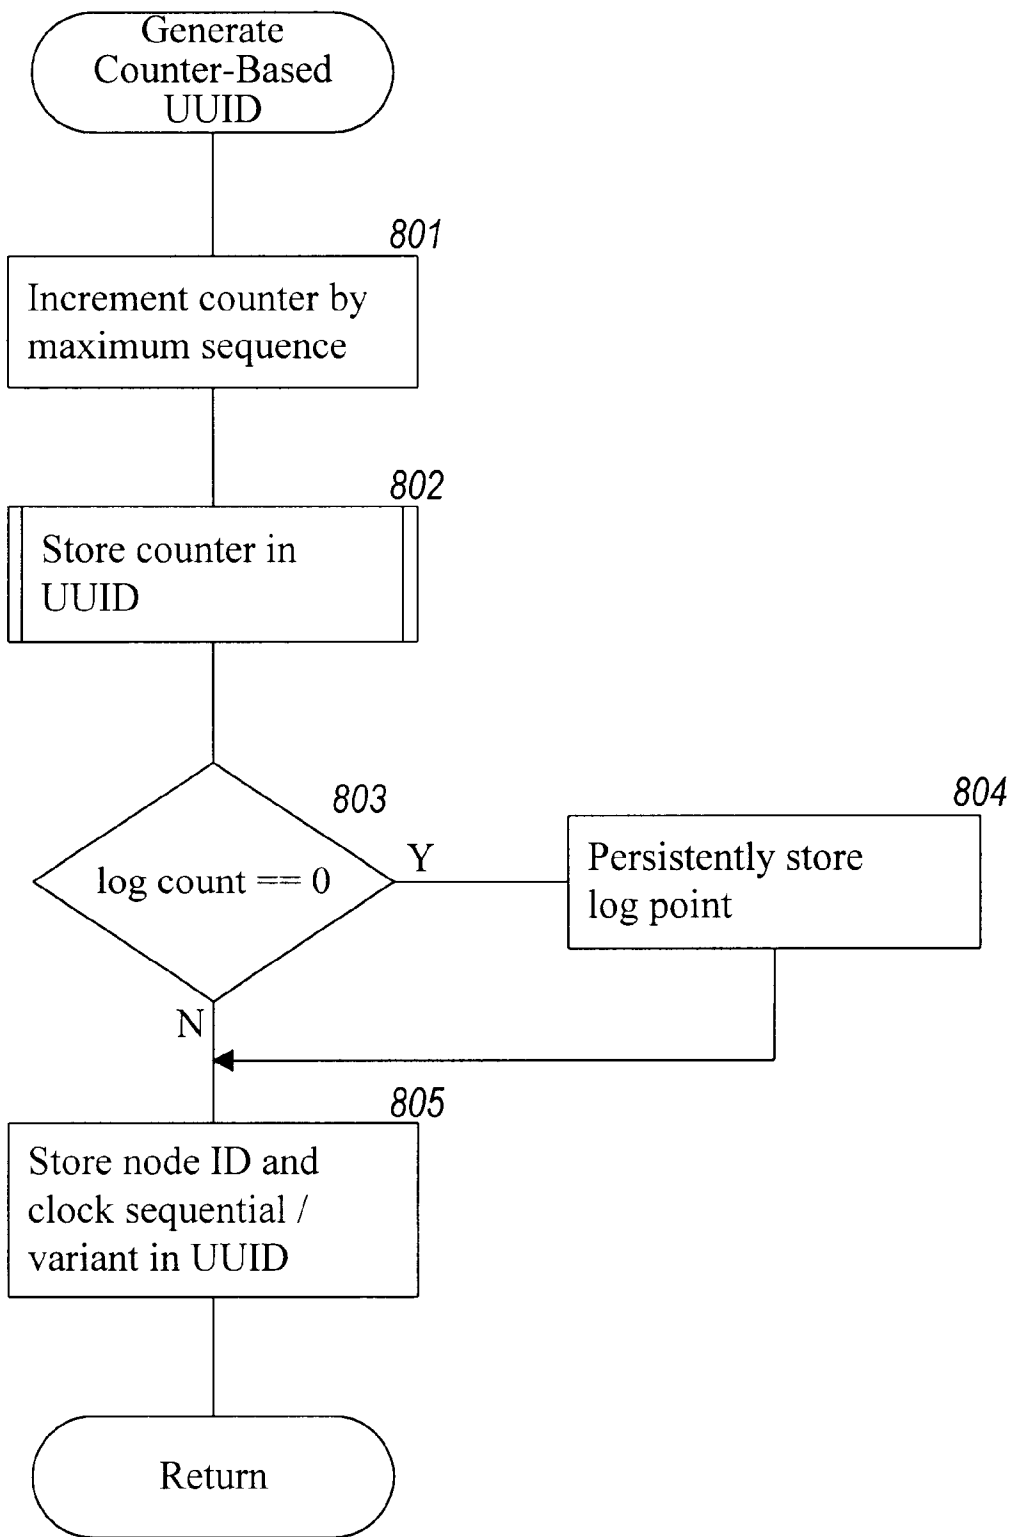 Generate
Counter-Based
UUID
801
Increment counter by
maximum sequence
802
Store counter in
UUID
803
log count == 0
Y
804
Persistently store
log point
N
805
Store node ID and
clock sequential /
variant in UUID
Return